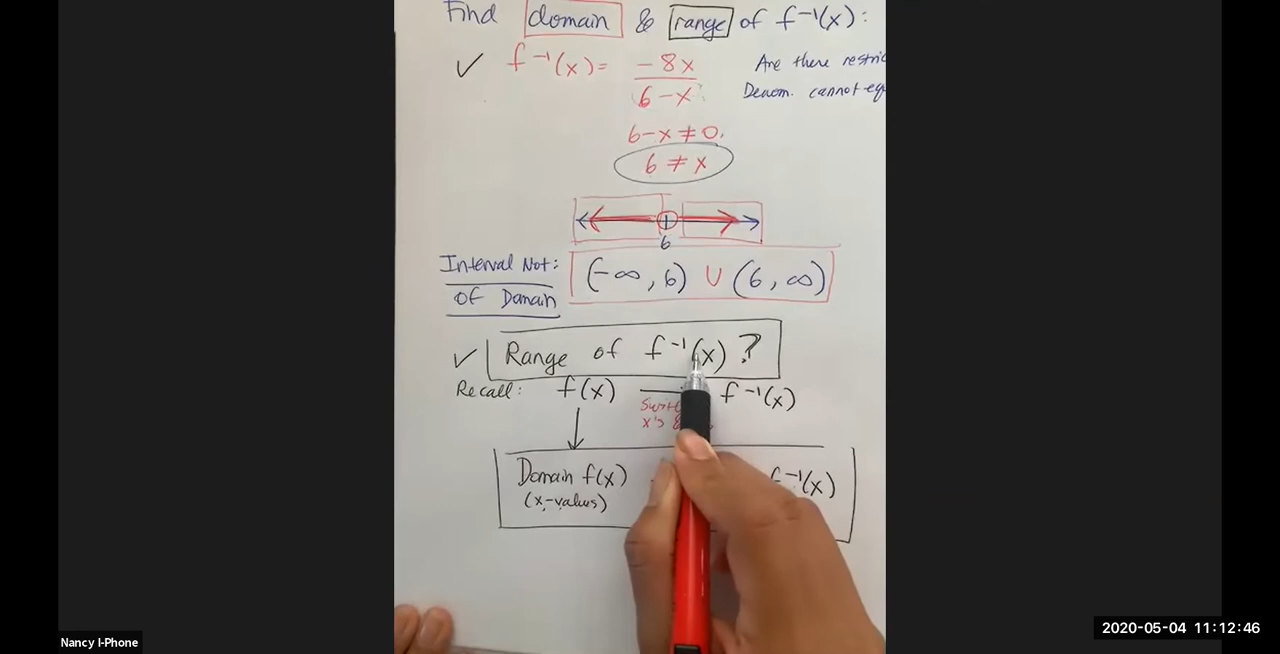 Find domain & range of f⁻¹(x):
✓ f⁻¹(x) = -8x
6-x
Are there
Denom. cannot
6-x ≠ 0.
6 ≠ x
6
Interval Not:
Of Domain
(-∞, 6) ∪ (6, ∞)
✓ Range of f⁻¹(x) ?
Recall: f(x) f⁻¹(x)
x's
Domain f(x) f⁻¹(x)
(x-values)
Nancy I-Phone
2020-05-04 11:12:46